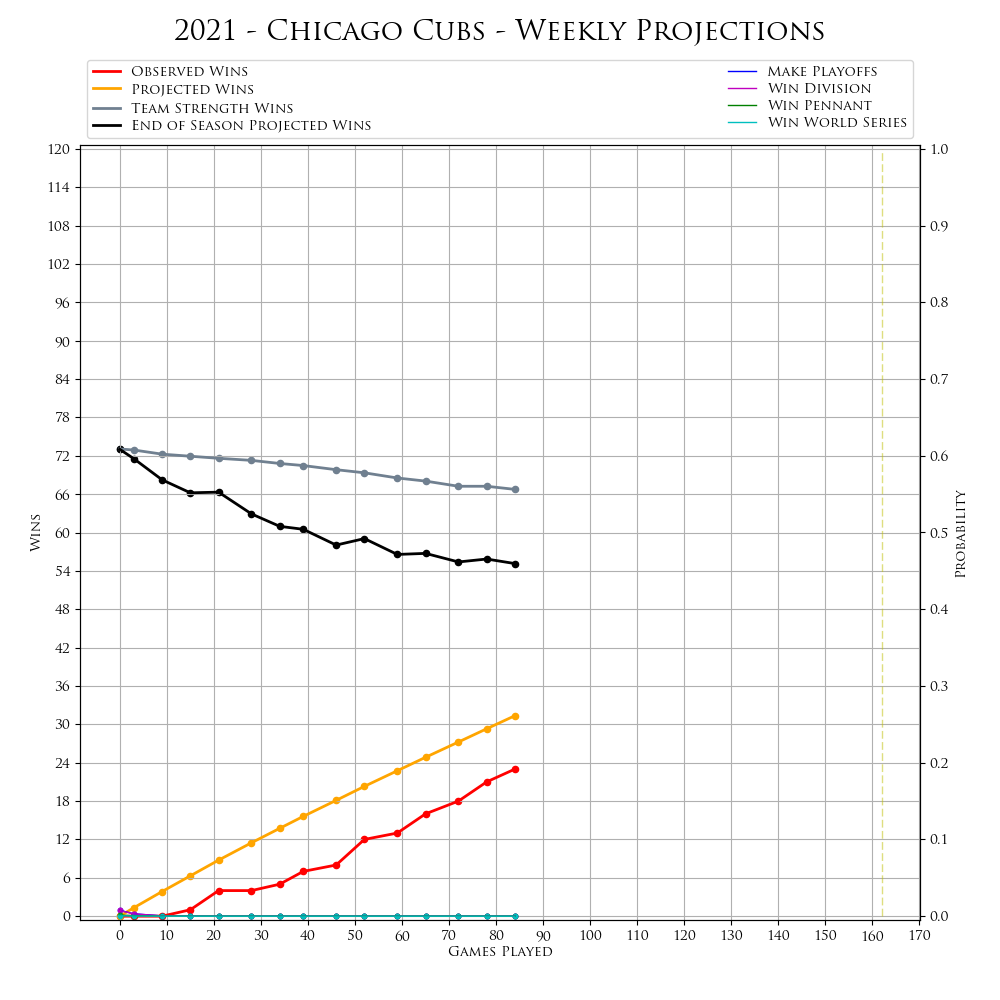 2021 - Chicago Cubs - Weekly Projections
Observed Wins
Projected Wins
Team Strength Wins
End of Season Projected Wins
Make Playoffs
Win Division
Win Pennant
Win World Series
120
114
108
102
96
90
84
78
72
66
60
54
48
42
36
30
24
18
12
6
0
Wins
1.0
0.9
0.8
0.7
0.6
0.5
0.4
0.3
0.2
0.1
0.0
Probability
0 10 20 30 40 50 60 70 80 90 100 110 120 130 140 150 160 170
Games Played